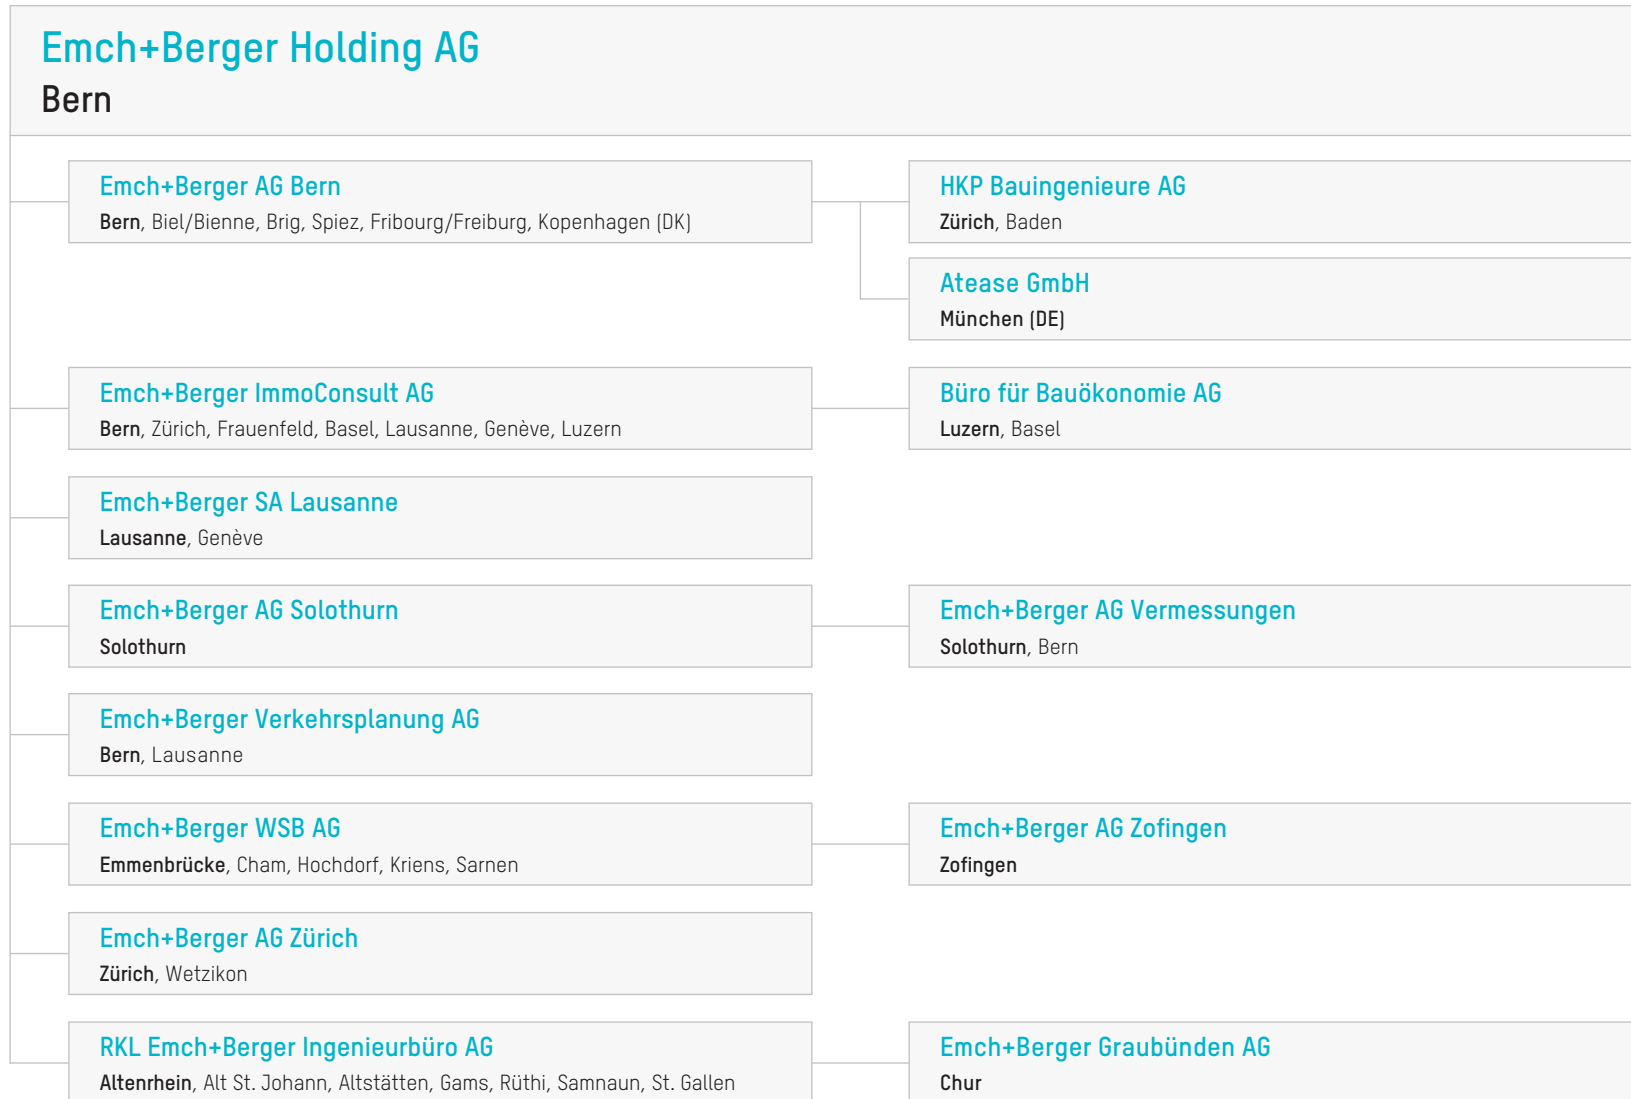 Emch+Berger Holding AG
Bern
Emch+Berger AG Bern
Bern, Biel/Bienne, Brig, Spiez, Fribourg/Freiburg, Kopenhagen (DK)
HKP Bauingenieure AG
Zürich, Baden
Atease GmbH
München (DE)
Emch+Berger ImmoConsult AG
Bern, Zürich, Frauenfeld, Basel, Lausanne, Genève, Luzern
Büro für Bauökonomie AG
Luzern, Basel
Emch+Berger SA Lausanne
Lausanne, Genève
Emch+Berger AG Solothurn
Solothurn
Emch+Berger AG Vermessungen
Solothurn, Bern
Emch+Berger Verkehrsplanung AG
Bern, Lausanne
Emch+Berger WSB AG
Emmenbrücke, Cham, Hochdorf, Kriens, Sarnen
Emch+Berger AG Zofingen
Zofingen
Emch+Berger AG Zürich
Zürich, Wetzikon
RKL Emch+Berger Ingenieurbüro AG
Altenrhein, Alt St. Johann, Altstätten, Gams, Rüthi, Samnaun, St. Gallen
Emch+Berger Graubünden AG
Chur